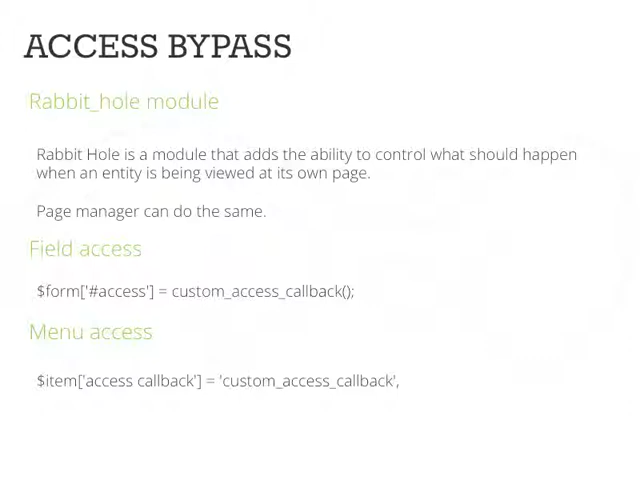 ACCESS BYPASS
Rabbit_hole module
Rabbit Hole is a module that adds the ability to control what should happen
when an entity is being viewed at its own page.
Page manager can do the same.
Field access
$form['#access'] = custom_access_callback();
Menu access
$item['access callback'] = 'custom_access_callback',